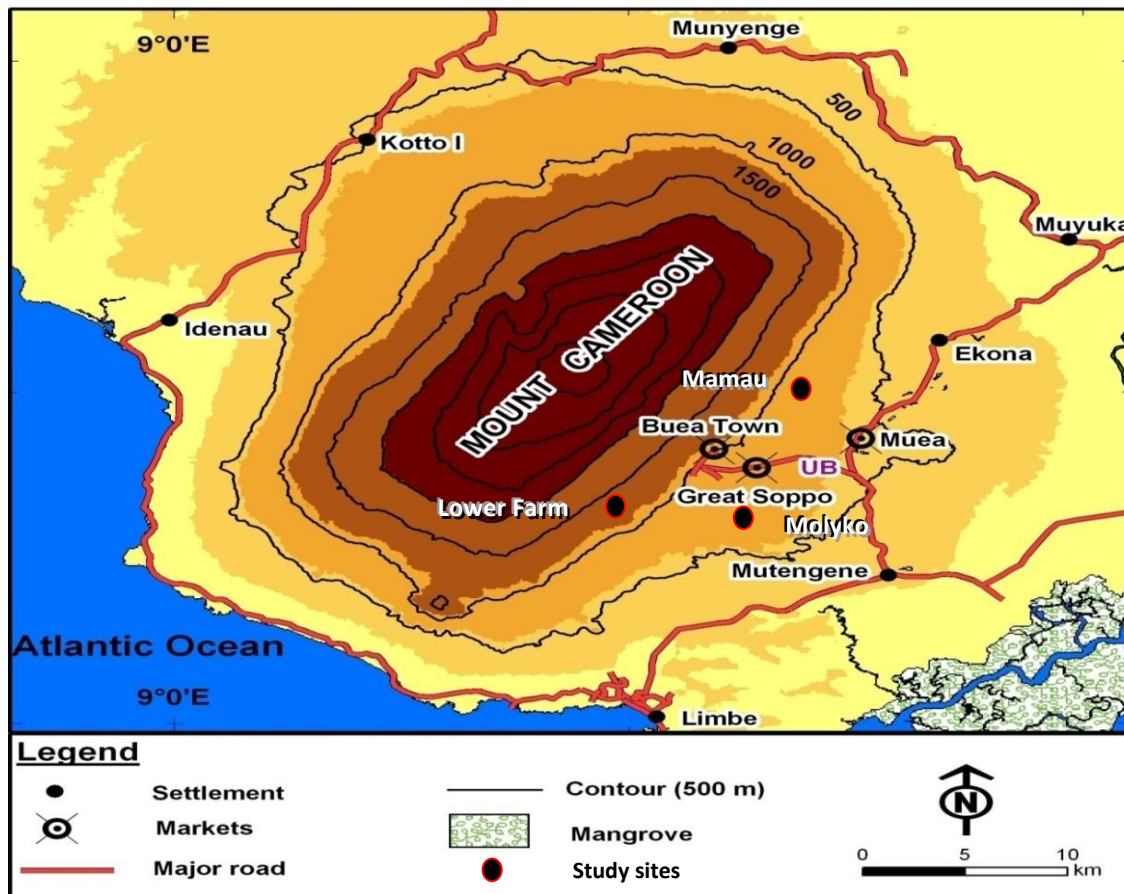 9°0'E
Munyenge
500
Kotto I
1000
1500
Muyuka
MOUNT CAMEROON
Idenau
Ekona
Mamau
Buea Town
Muea
UB
Great Soppo
Lower Farm
Molyko
Mutengene
Atlantic Ocean
9°0'E
Limbe
Legend
Settlement
Contour (500 m)
Markets
Mangrove
N
Major road
Study sites
0 5 10
km